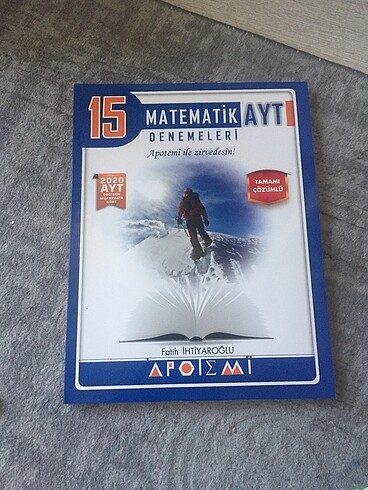 15 MATEMATİK AYT
DENEMELERİ
Apotemi ile zirvedesin!
2020
AYT
TAMAMI
ÇÖZÜMLÜ
Fatih İHTİYAROĞLU
APOTEMİ